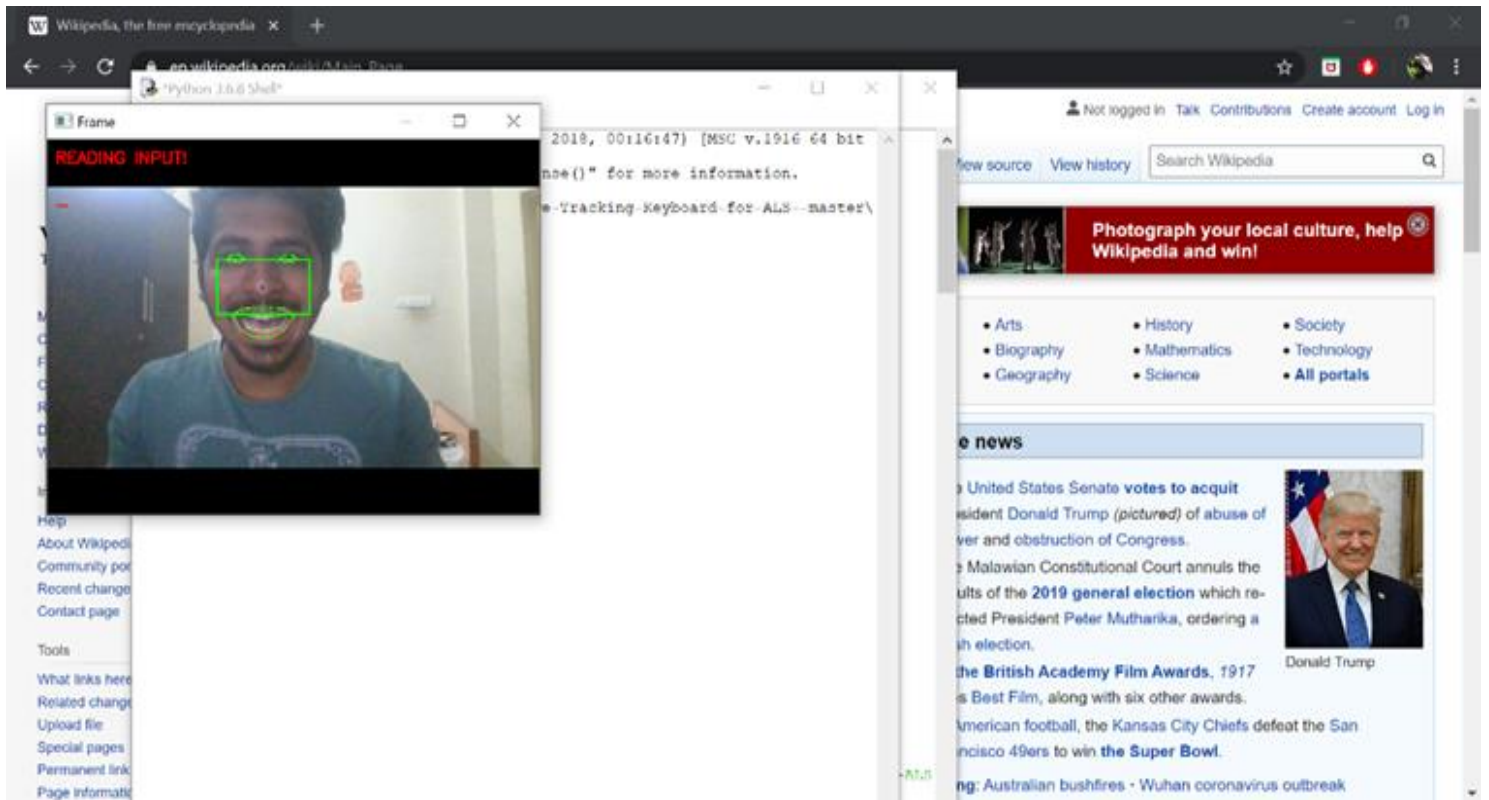 Wikipedia, the free encyclopedia
en.wikipedia.org/wiki/Main_Page
*Python 3.6.8 Shell*
Frame
READING INPUT!
2018, 00:16:47) [MSC v.1916 64 bit
nse()" for more information.
e-Tracking-Keyboard-for-ALS--master\
-ALS
Not logged in Talk Contributions Create account Log in
View source View history Search Wikipedia
Photograph your local culture, help
Wikipedia and win!
• Arts • History • Society
• Biography • Mathematics • Technology
• Geography • Science • All portals
e news
United States Senate votes to acquit
sident Donald Trump (pictured) of abuse of
wer and obstruction of Congress.
Malawian Constitutional Court annuls the
ults of the 2019 general election which re-
cted President Peter Mutharika, ordering a
sh election.
the British Academy Film Awards, 1917
s Best Film, along with six other awards.
American football, the Kansas City Chiefs defeat the San
ncisco 49ers to win the Super Bowl.
ng: Australian bushfires • Wuhan coronavirus outbreak
Donald Trump
Help
About Wikipedi
Community por
Recent change
Contact page
Tools
What links here
Related change
Upload file
Special pages
Permanent link
Page informatic